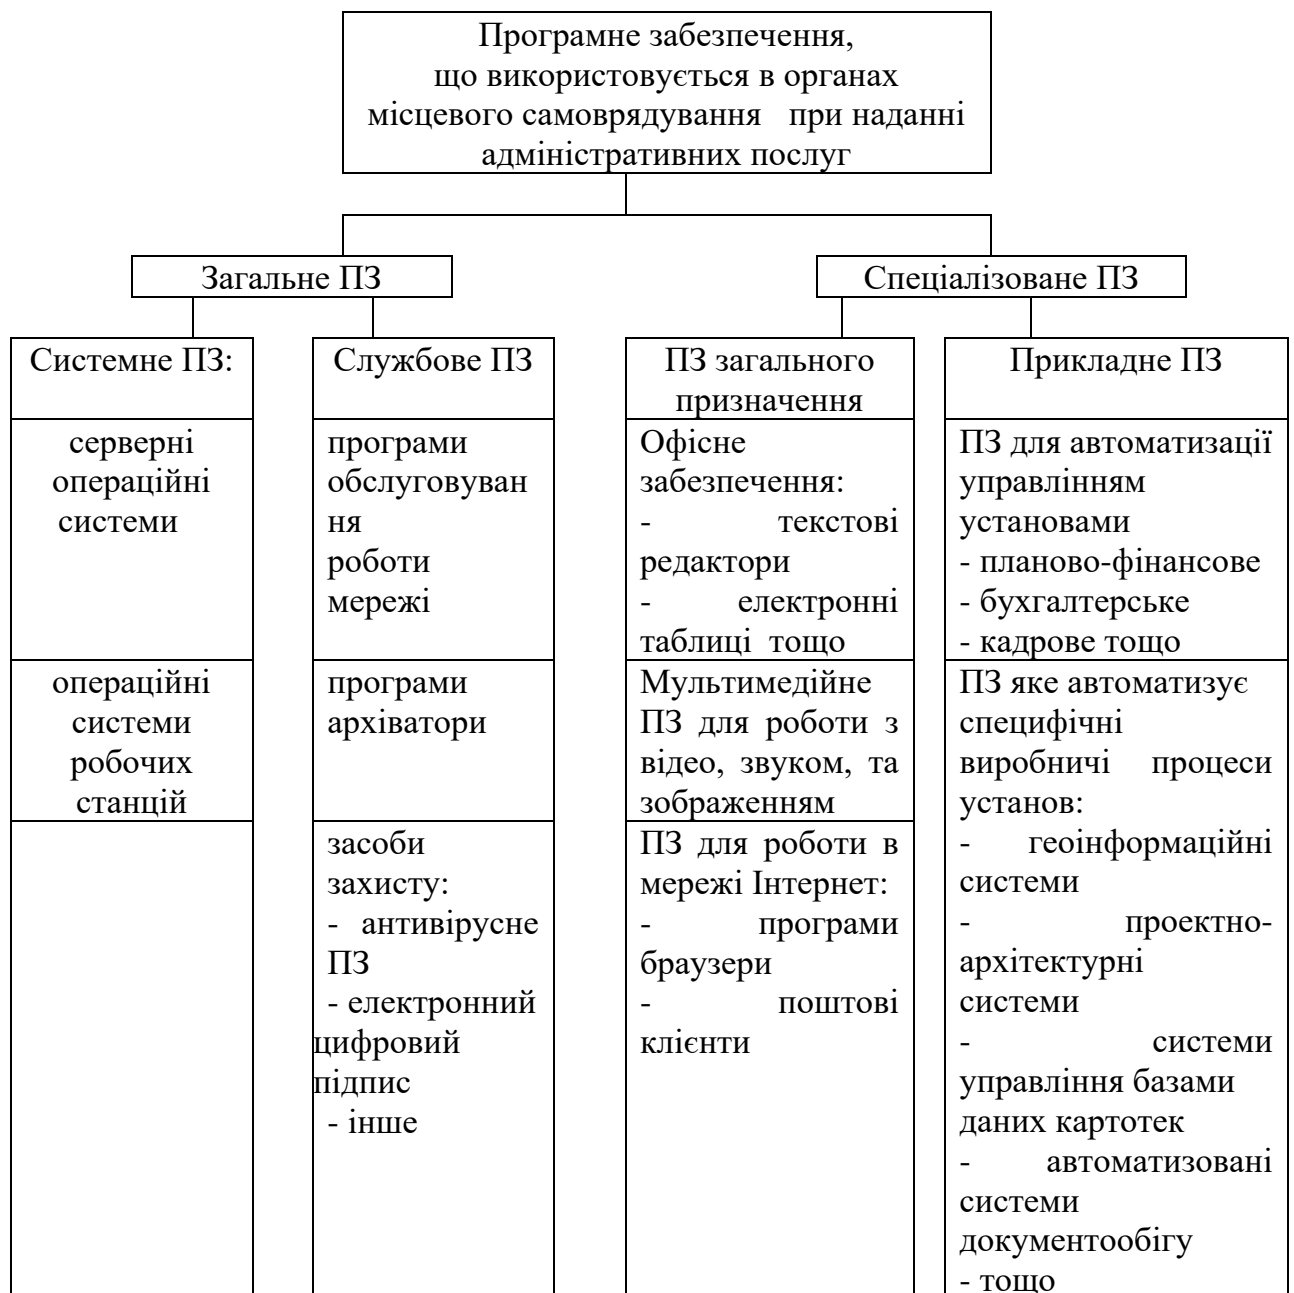 Програмне забезпечення,
що використовується в органах
місцевого самоврядування при наданні
адміністративних послуг
Загальне ПЗ
Спеціалізоване ПЗ
Системне ПЗ:
серверні
операційні
системи
операційні
системи
робочих
станцій
Службове ПЗ
програми
обслуговуван
ня
роботи
мережі
програми
архіватори
засоби
захисту:
- антивірусне
ПЗ
- електронний
цифровий
підпис
- інше
ПЗ загального
призначення
Офісне
забезпечення:
- текстові
редактори
- електронні
таблиці тощо
Мультимедійне
ПЗ для роботи з
відео, звуком, та
зображенням
ПЗ для роботи в
мережі Інтернет:
- програми
браузери
- поштові
клієнти
Прикладне ПЗ
ПЗ для автоматизації
управлінням
установами
- планово-фінансове
- бухгалтерське
- кадрове тощо
ПЗ яке автоматизує
специфічні
виробничі процеси
установ:
- геоінформаційні
системи
- проектно-
архітектурні
системи
- системи
управління базами
даних картотек
- автоматизовані
системи
документообігу
- тощо